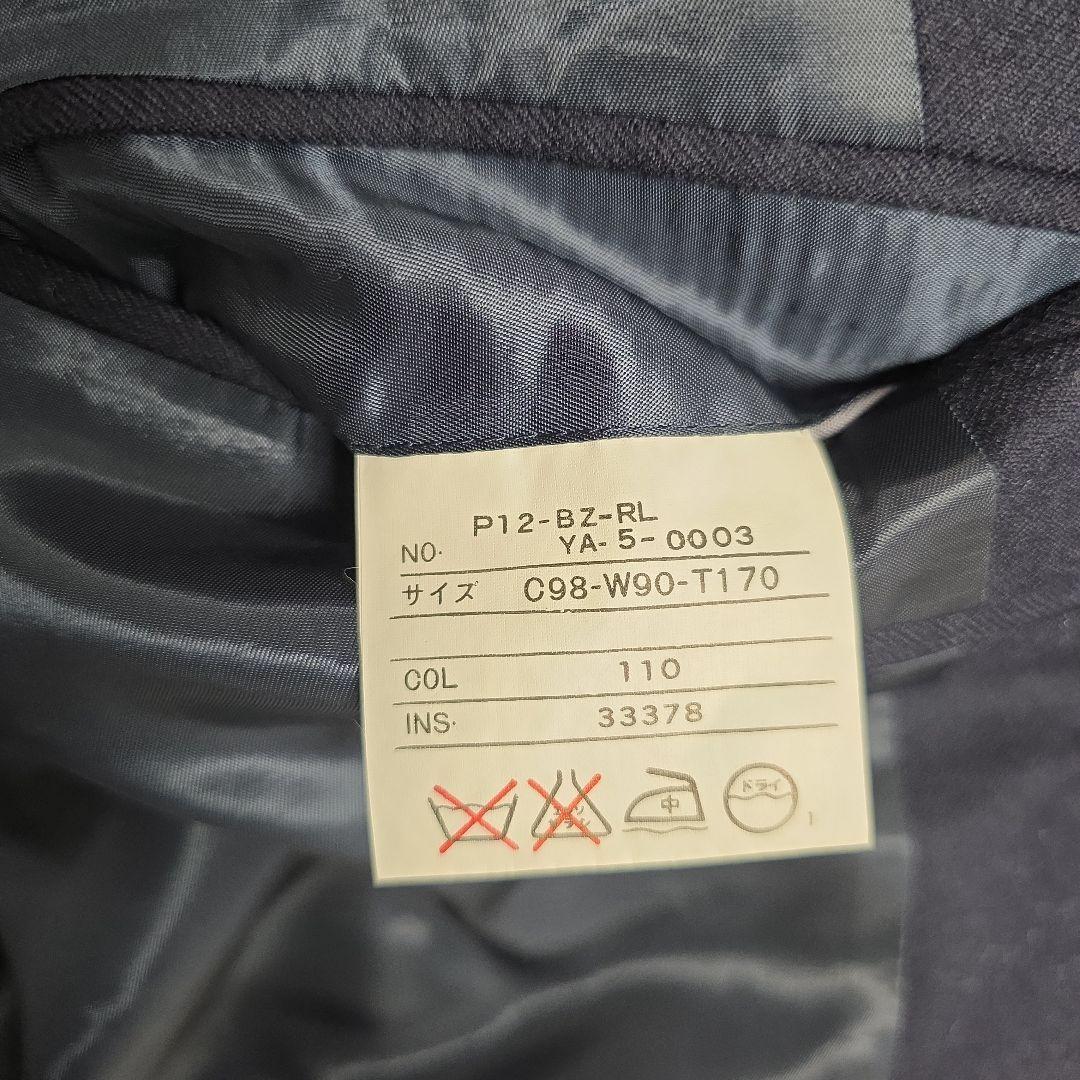 P12-BZ-RL
NO. YA-5-0003
サイズ C98-W90-T170
COL 110
INS. 33378
中 ドライ